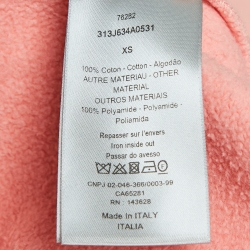 78282
313J634A0531
XS
100% Coton - Cotton - Algodão
AUTRE MATERIAU - OTHER
MATERIAL
OUTROS MATERIAIS
100% Polyamide - Polyamide -
Poliamida
Repasser sur l'envers
Iron inside out
Passar do avesso
CNPJ 02-046-366/0003-99
CA65281
RN : 143628
Made in ITALY
ITALIA